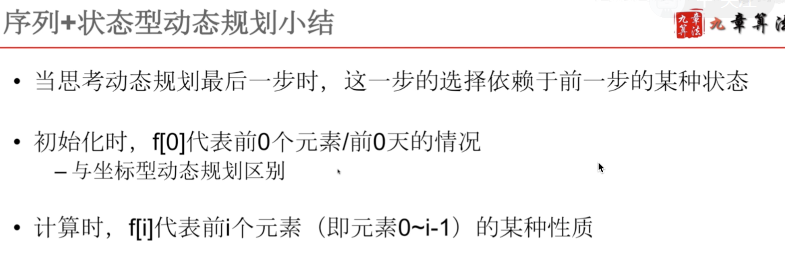 序列+状态型动态规划小结
九章算法
九章算法
• 当思考动态规划最后一步时，这一步的选择依赖于前一步的某种状态
• 初始化时，f[0]代表前0个元素/前0天的情况
– 与坐标型动态规划区别
• 计算时，f[i]代表前i个元素（即元素0~i-1）的某种性质